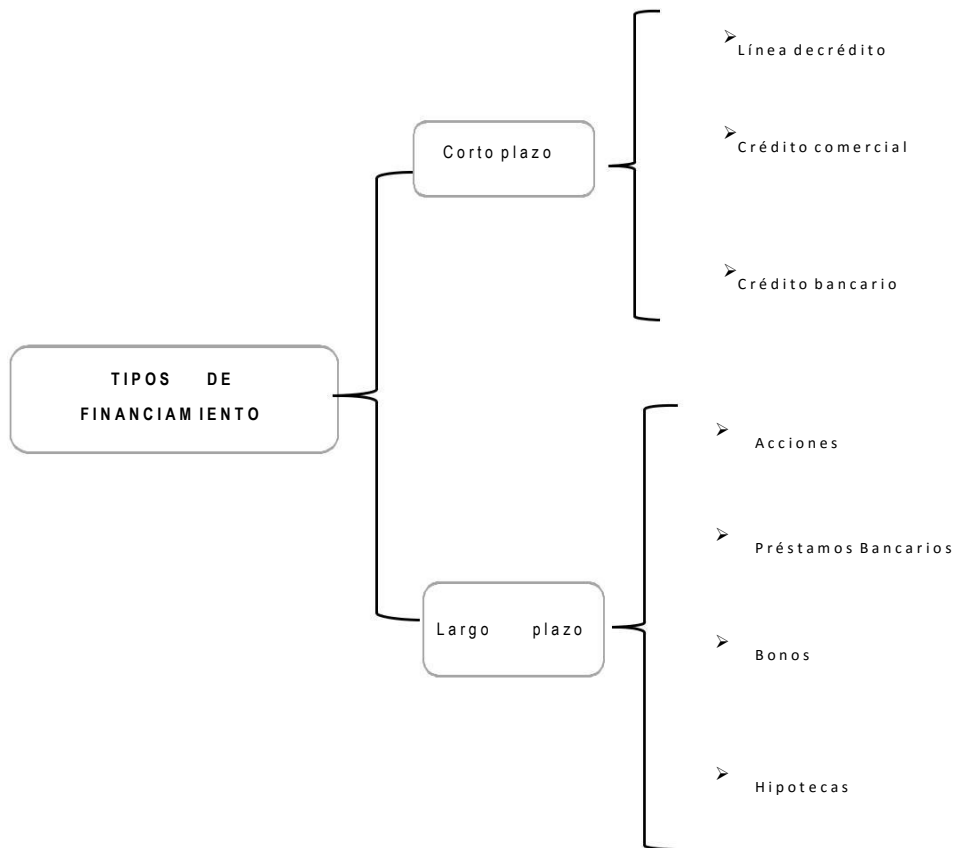 TIPOS DE
FINANCIAMIENTO
Corto plazo
➢ Línea decrédito
➢ Crédito comercial
➢ Crédito bancario
Largo plazo
➢ Acciones
➢ Préstamos Bancarios
➢ Bonos
➢ Hipotecas